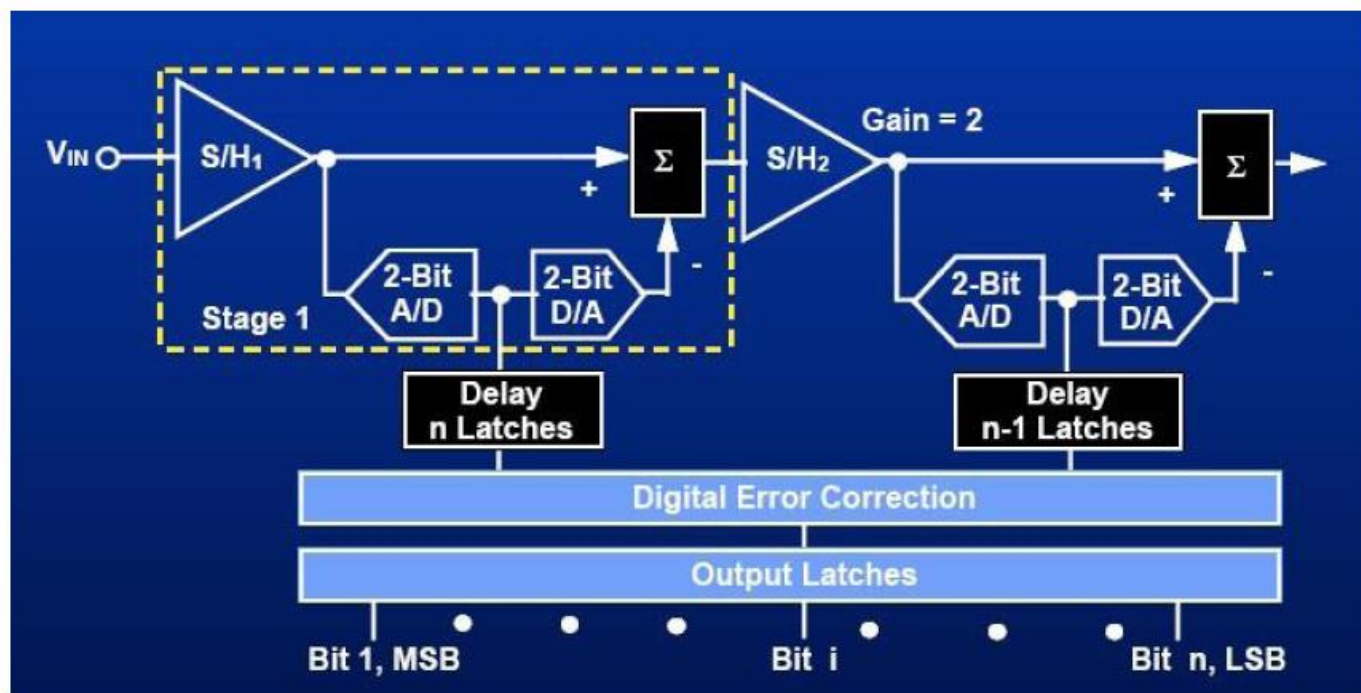 Gain = 2
V_IN
S/H₁
Σ
S/H₂
Σ
+
+
-
-
2-Bit
A/D
2-Bit
D/A
2-Bit
A/D
2-Bit
D/A
Stage 1
Delay
n Latches
Delay
n-1 Latches
Digital Error Correction
Output Latches
Bit 1, MSB
Bit i
Bit n, LSB